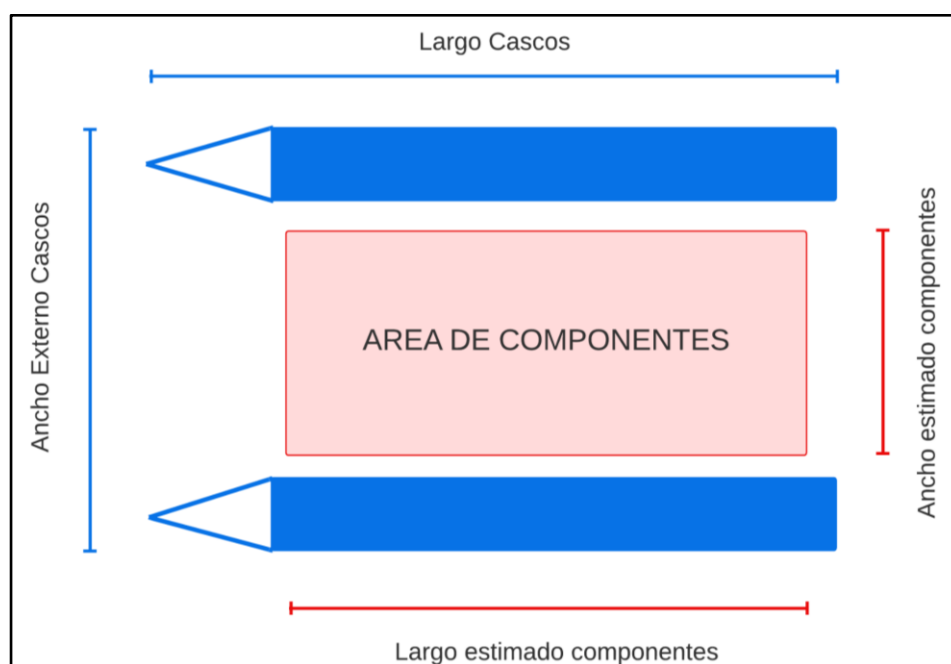 Largo Cascos
Ancho Externo Cascos
AREA DE COMPONENTES
Ancho estimado componentes
Largo estimado componentes